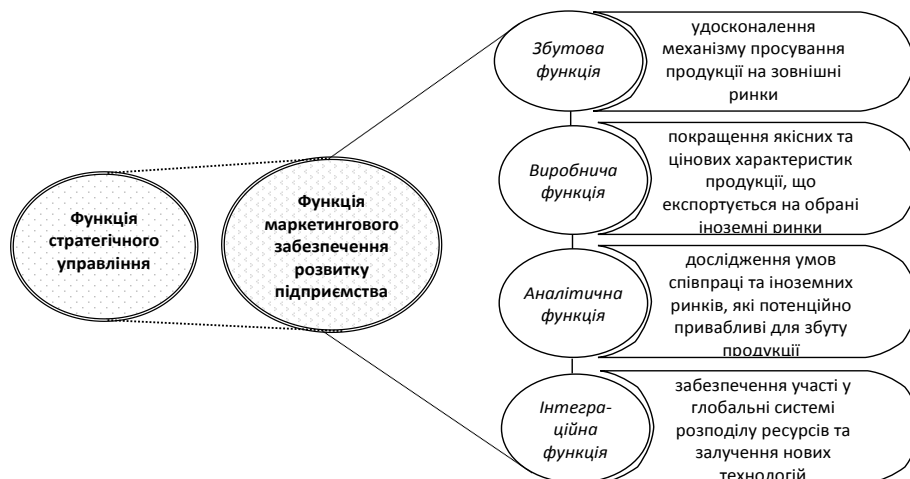 Функція
стратегічного
управління
Функція
маркетингового
забезпечення
розвитку
підприємства
Збутова
функція
удосконалення
механізму просування
продукції на зовнішні
ринки
Виробнича
функція
покращення якісних та
цінових характеристик
продукції, що
експортується на обрані
іноземні ринки
Аналітична
функція
дослідження умов
співпраці та іноземних
ринків, які потенційно
привабливі для збуту
продукції
Інтегра-
ційна
функція
забезпечення участі у
глобальні системі
розподілу ресурсів та
залучення нових
технологій